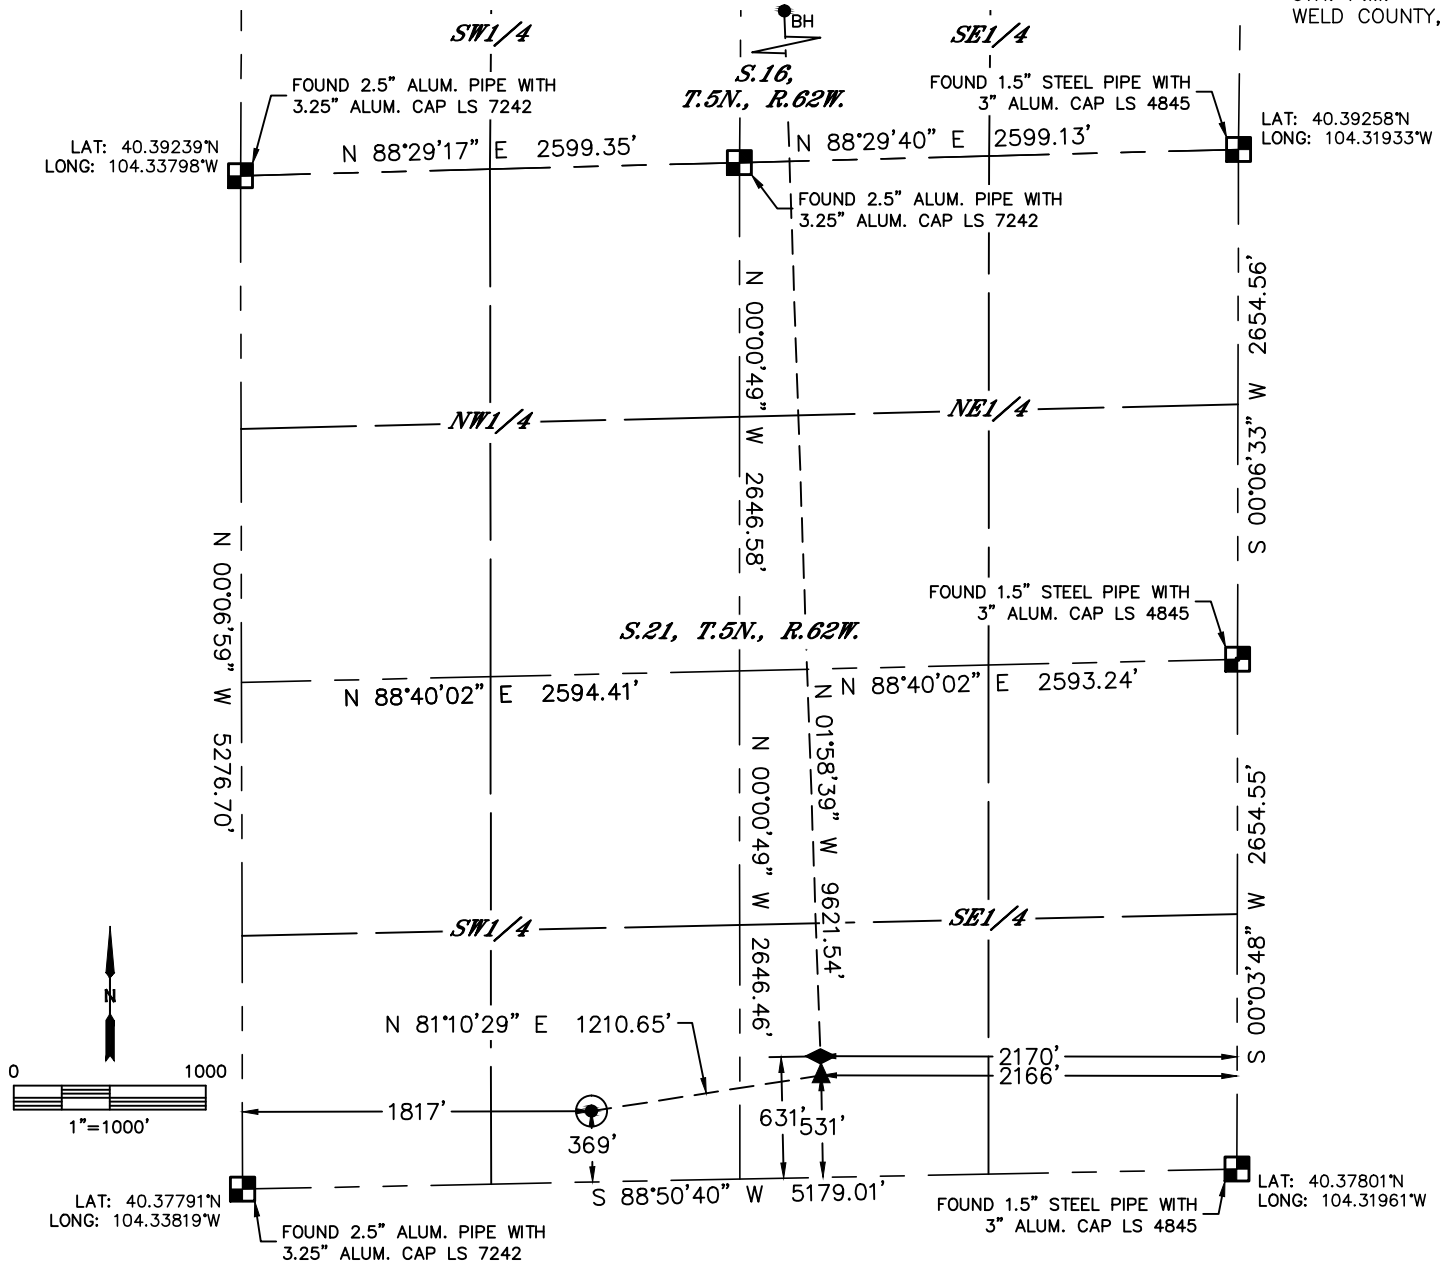 WELD COUNTY,
BH
SW1/4
SE1/4
S.16,
T.5N., R.62W.
FOUND 2.5" ALUM. PIPE WITH
3.25" ALUM. CAP LS 7242
FOUND 1.5" STEEL PIPE WITH
3" ALUM. CAP LS 4845
LAT: 40.39239°N
LONG: 104.33798°W
LAT: 40.39258°N
LONG: 104.31933°W
N 88°29'17" E 2599.35'
N 88°29'40" E 2599.13'
FOUND 2.5" ALUM. PIPE WITH
3.25" ALUM. CAP LS 7242
N 00°00'49" W 2646.58'
S 00°06'33" W 2654.56'
NW1/4
NE1/4
N 00°06'59" W 5276.70'
FOUND 1.5" STEEL PIPE WITH
3" ALUM. CAP LS 4845
S.21, T.5N., R.62W.
N 88°40'02" E 2594.41'
N 88°40'02" E 2593.24'
N 01°58'39" W 9621.54'
N 00°00'49" W 2646.46'
S 00°03'48" W 2654.55'
SW1/4
SE1/4
N
N 81°10'29" E 1210.65'
0 1000
1"=1000'
2170'
2166'
1817'
631'
531'
369'
S 88°50'40" W 5179.01'
LAT: 40.37791°N
LONG: 104.33819°W
FOUND 2.5" ALUM. PIPE WITH
3.25" ALUM. CAP LS 7242
FOUND 1.5" STEEL PIPE WITH
3" ALUM. CAP LS 4845
LAT: 40.37801°N
LONG: 104.31961°W